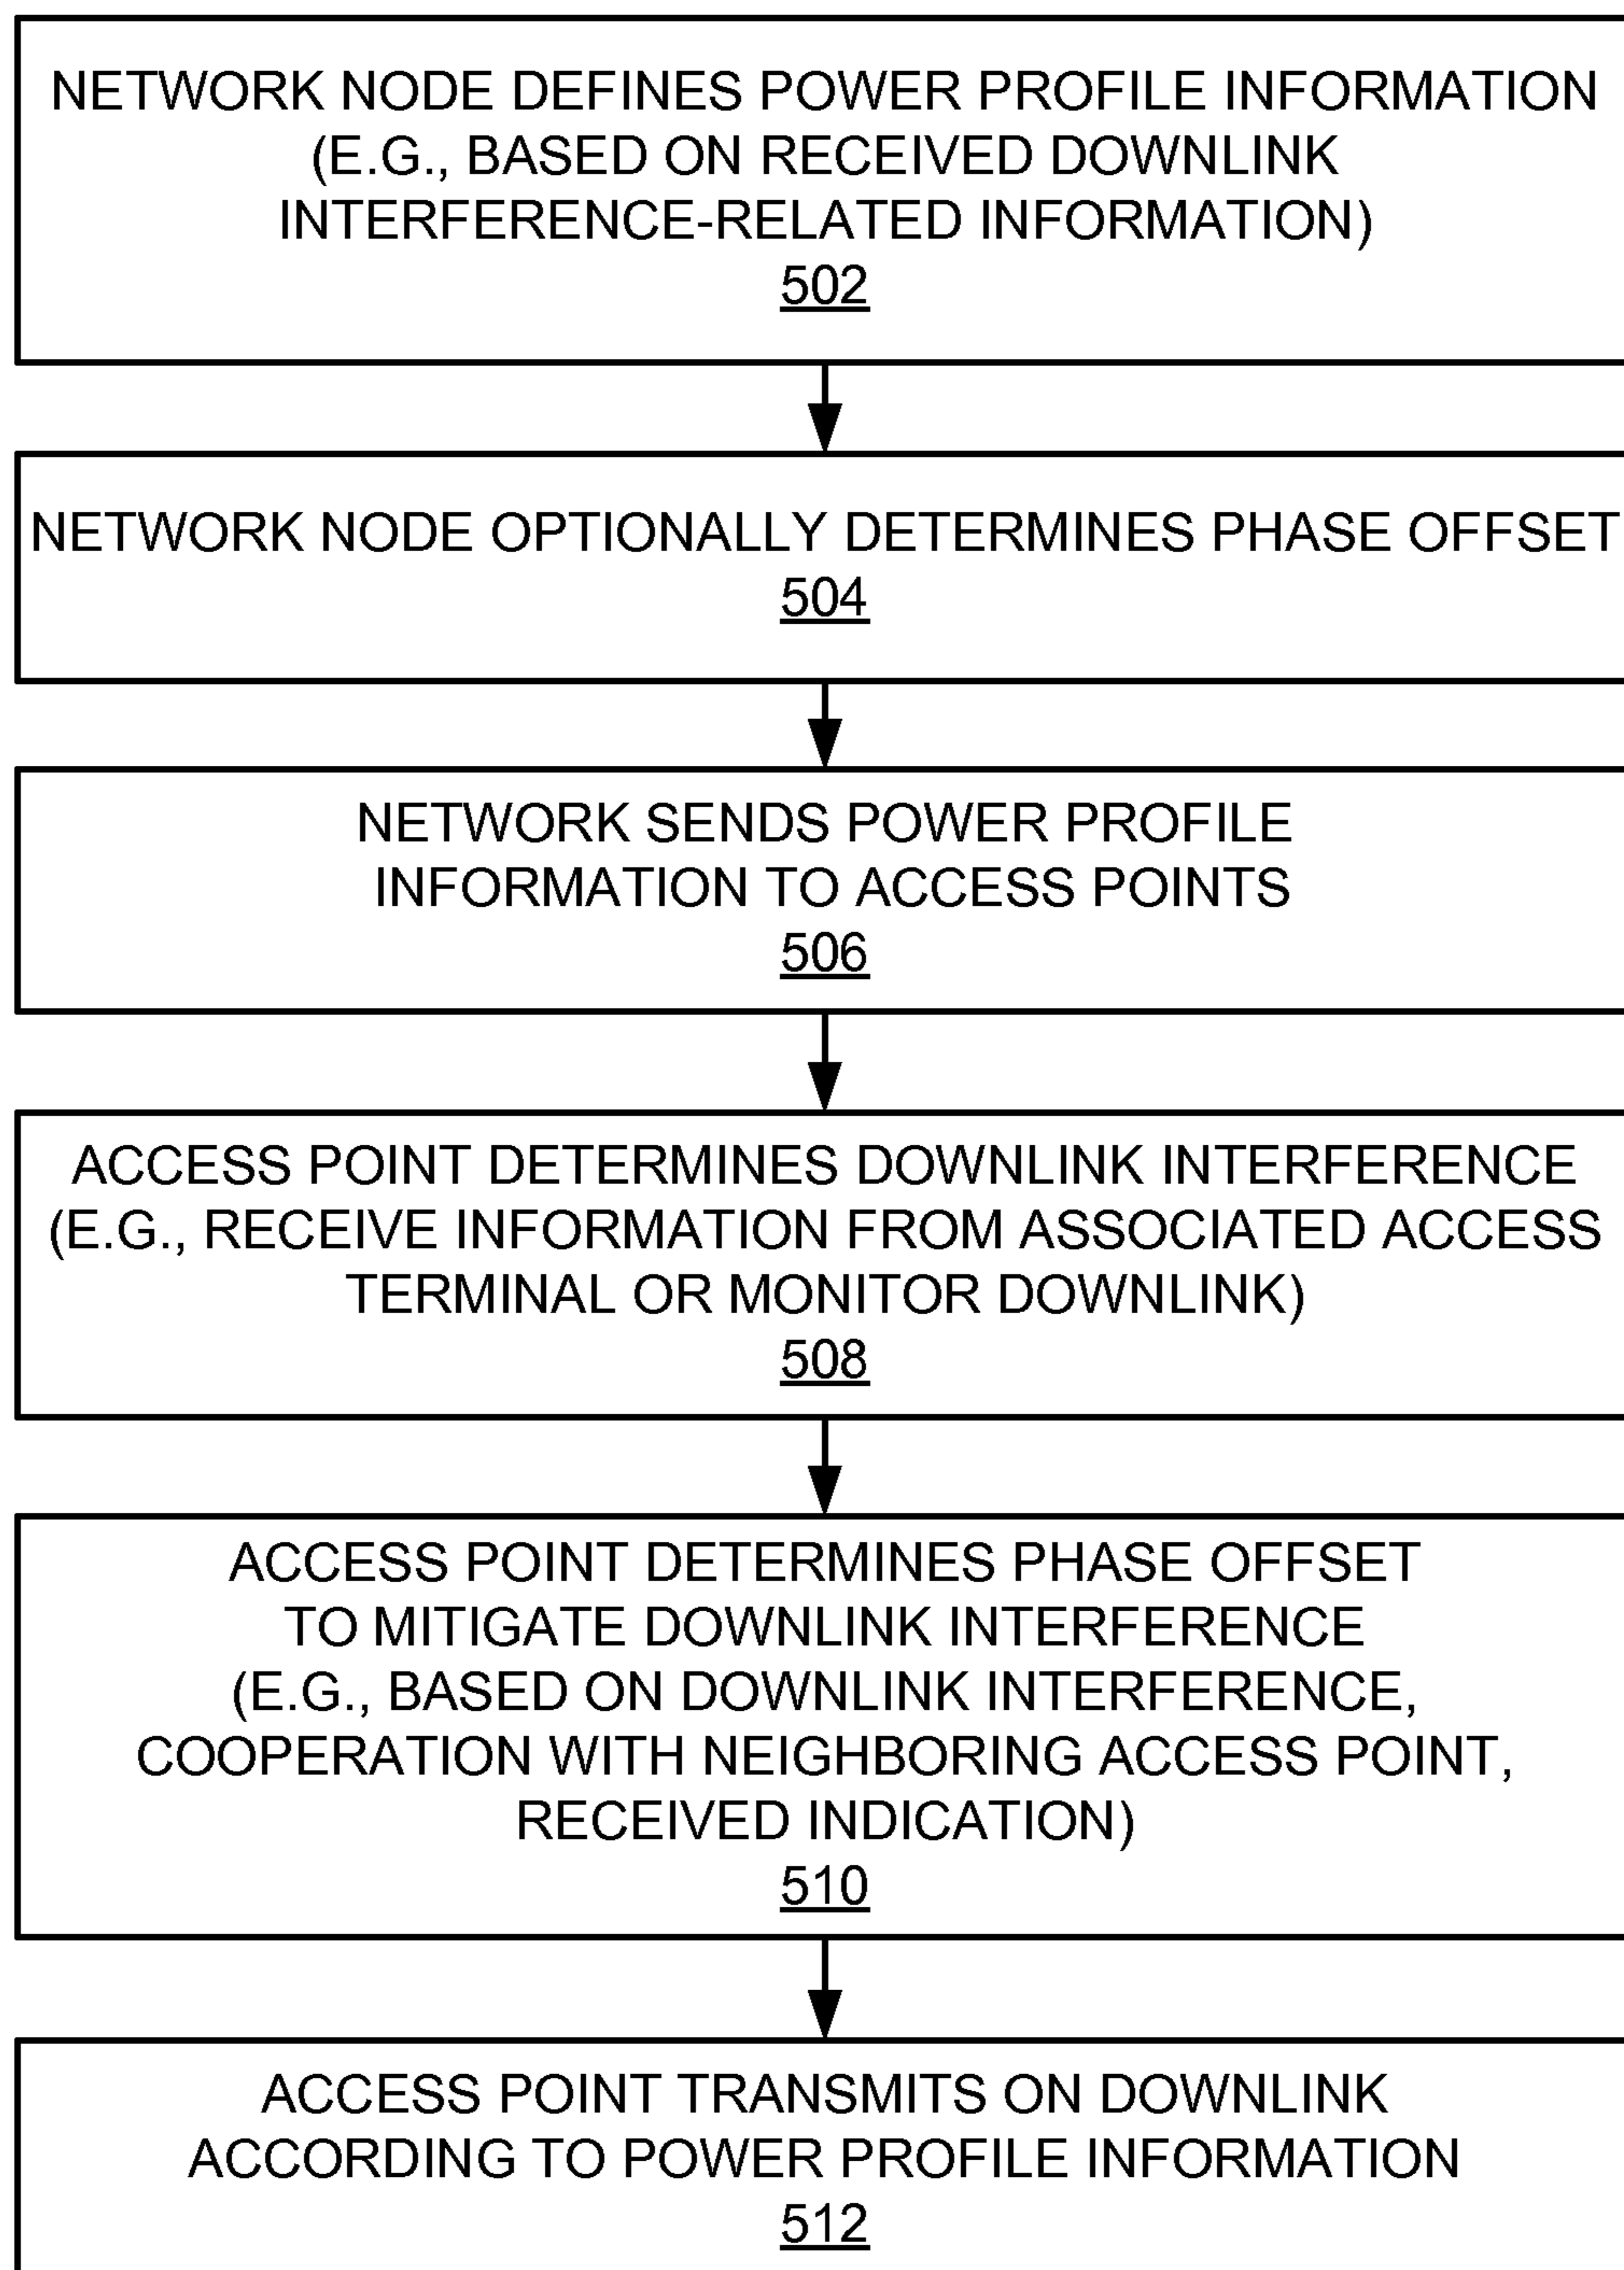 NETWORK NODE DEFINES POWER PROFILE INFORMATION
(E.G., BASED ON RECEIVED DOWNLINK
INTERFERENCE-RELATED INFORMATION)
502
NETWORK NODE OPTIONALLY DETERMINES PHASE OFFSET
504
NETWORK SENDS POWER PROFILE
INFORMATION TO ACCESS POINTS
506
ACCESS POINT DETERMINES DOWNLINK INTERFERENCE
(E.G., RECEIVE INFORMATION FROM ASSOCIATED ACCESS
TERMINAL OR MONITOR DOWNLINK)
508
ACCESS POINT DETERMINES PHASE OFFSET
TO MITIGATE DOWNLINK INTERFERENCE
(E.G., BASED ON DOWNLINK INTERFERENCE,
COOPERATION WITH NEIGHBORING ACCESS POINT,
RECEIVED INDICATION)
510
ACCESS POINT TRANSMITS ON DOWNLINK
ACCORDING TO POWER PROFILE INFORMATION
512